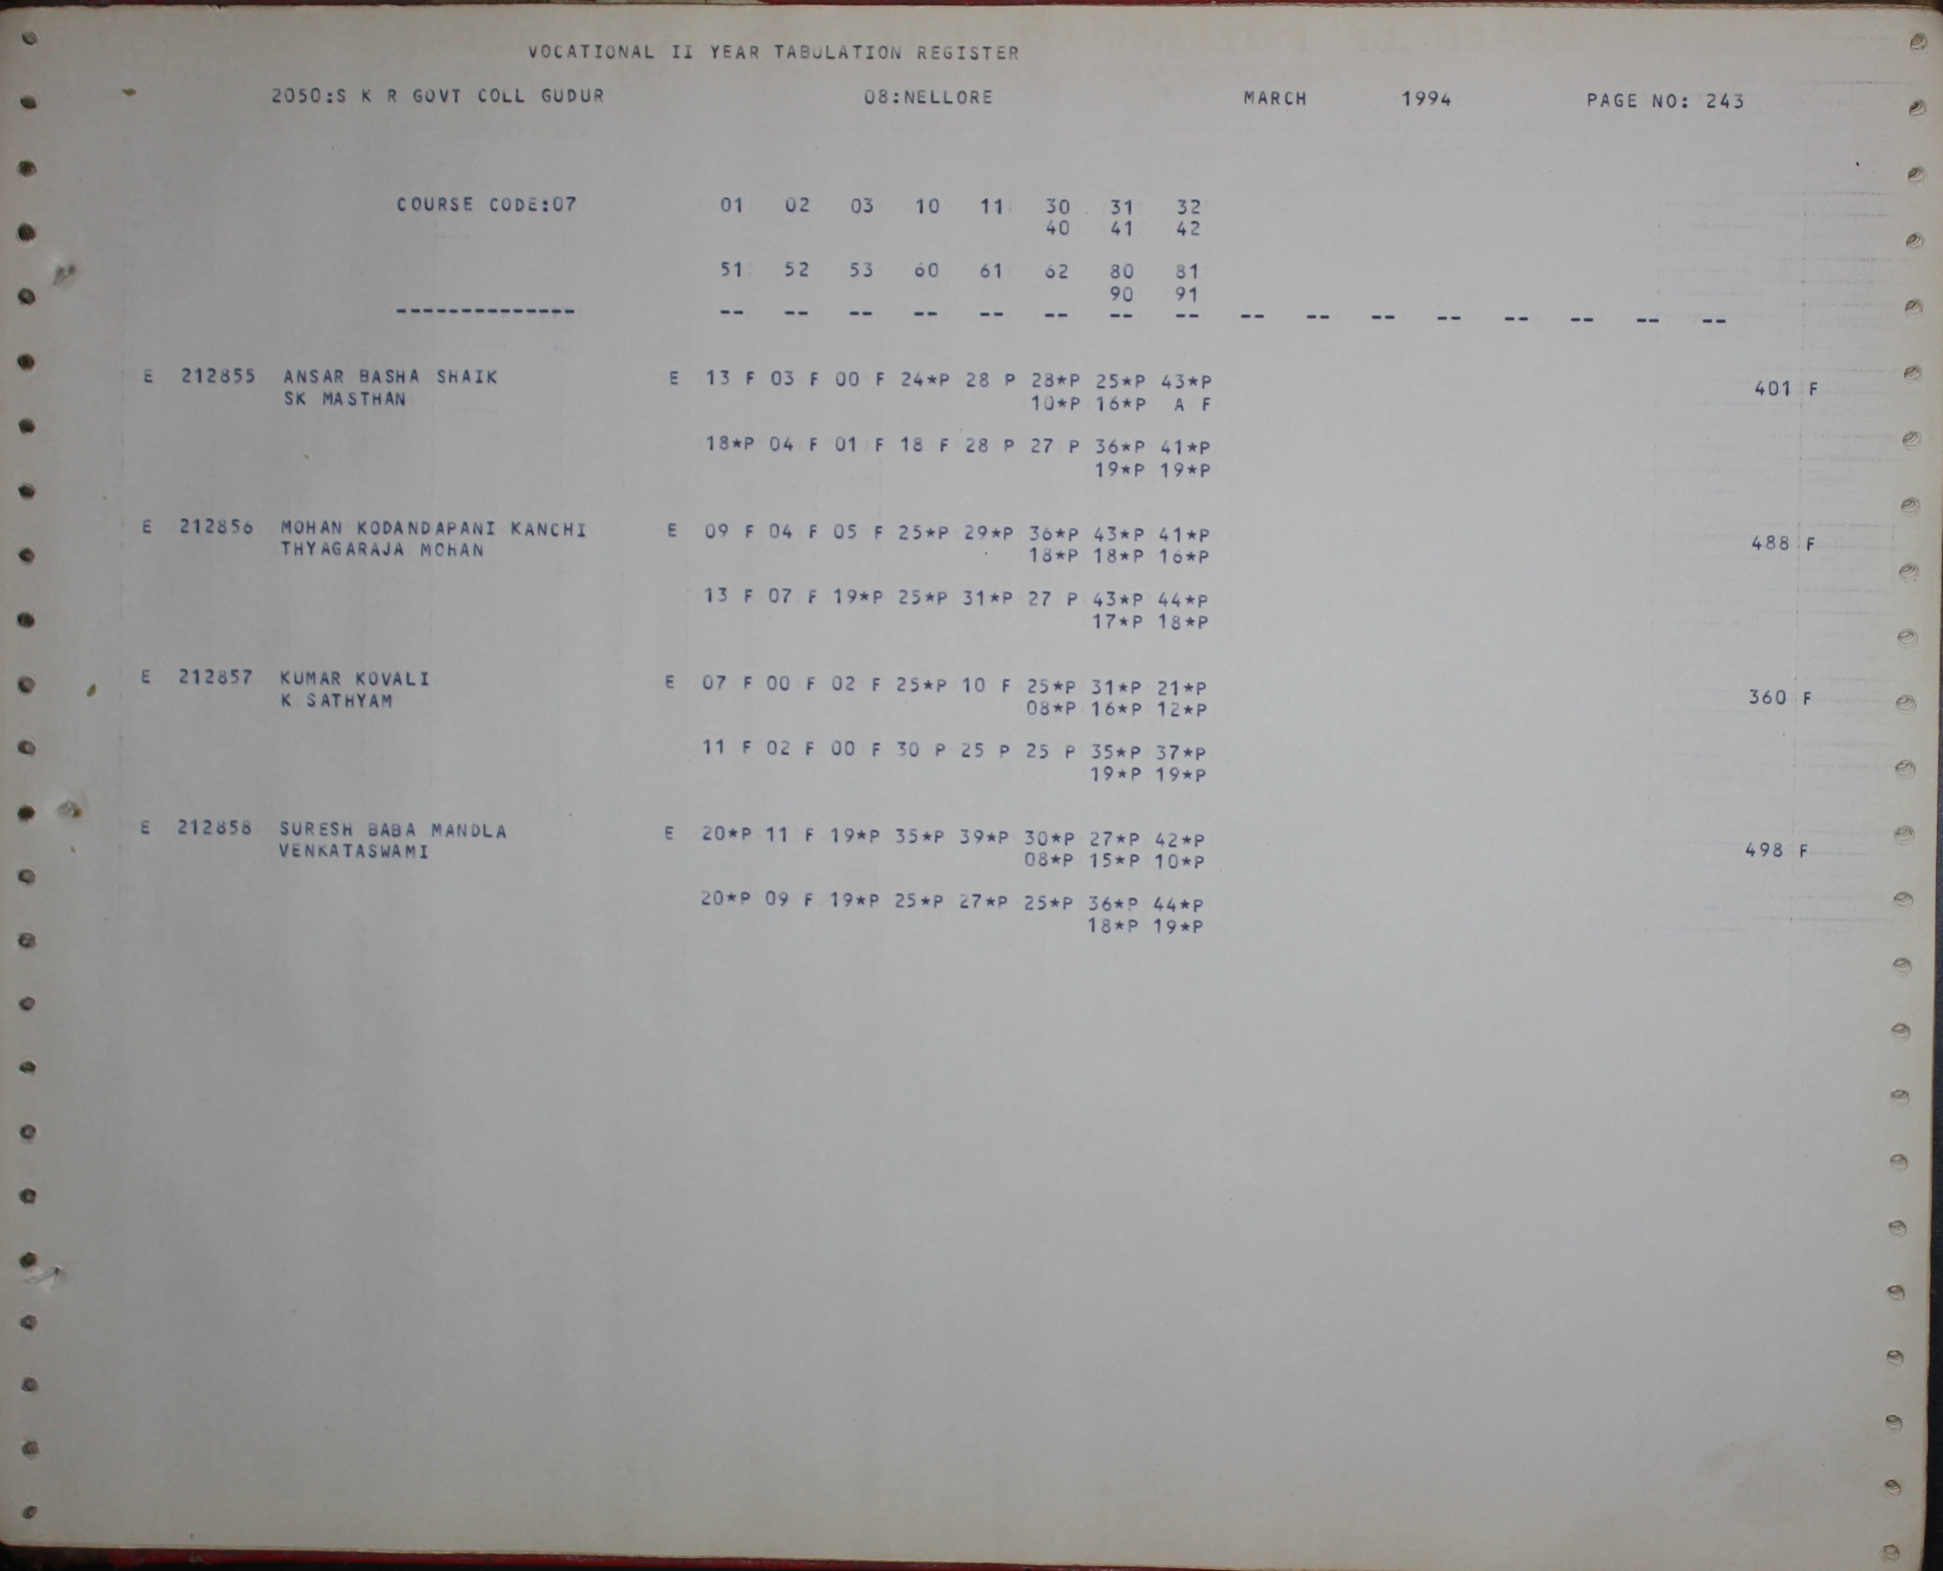 VOCATIONAL II YEAR TABULATION REGISTER
2050:S K R GOVT COLL GUDUR 08:NELLORE MARCH 1994 PAGE NO: 243
COURSE CODE:07 01 02 03 10 11 30 31 32
40 41 42
51 52 53 60 61 62 80 81
90 91
-------------- -- -- -- -- -- -- -- -- -- -- -- -- -- -- -- --
E 212855 ANSAR BASHA SHAIK E 13 F 03 F 00 F 24*P 28 P 28*P 25*P 43*P 401 F
SK MASTHAN 10*P 16*P A F
18*P 04 F 01 F 18 F 28 P 27 P 36*P 41*P
19*P 19*P
E 212856 MOHAN KODANDAPANI KANCHI E 09 F 04 F 05 F 25*P 29*P 36*P 43*P 41*P 488 F
THYAGARAJA MOHAN 18*P 18*P 16*P
13 F 07 F 19*P 25*P 31*P 27 P 43*P 44*P
17*P 18*P
E 212857 KUMAR KOVALI E 07 F 00 F 02 F 25*P 10 F 25*P 31*P 21*P 360 F
K SATHYAM 08*P 16*P 12*P
11 F 02 F 00 F 30 P 25 P 25 P 35*P 37*P
19*P 19*P
E 212858 SURESH BABA MANDLA E 20*P 11 F 19*P 35*P 39*P 30*P 27*P 42*P 498 F
VENKATASWAMI 08*P 15*P 10*P
20*P 09 F 19*P 25*P 27*P 25*P 36*P 44*P
18*P 19*P